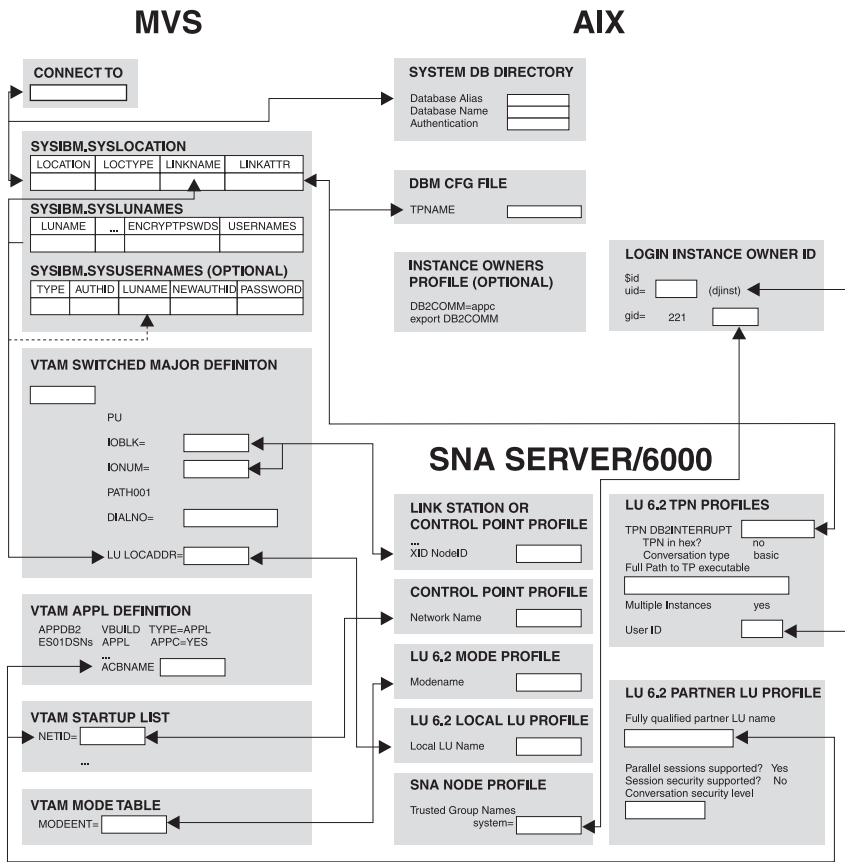 MVS
CONNECT TO
SYSIBM.SYSLOCATION
LOCATION LOCTYPE LINKNAME LINKATTR
SYSIBM.SYSLUNAMES
LUNAME ... ENCRYPTPSWDS USERNAMES
SYSIBM.SYSUSERNAMES (OPTIONAL)
TYPE AUTHID LUNAME NEWAUTHID PASSWORD
VTAM SWITCHED MAJOR DEFINITON
PU
IOBLK=
IONUM=
PATH001
DIALNO=
LU LOCADDR=
VTAM APPL DEFINITION
APPDB2 VBUILD TYPE=APPL
ES01DSNs APPL APPC=YES
...
ACBNAME
VTAM STARTUP LIST
NETID=
...
VTAM MODE TABLE
MODEENT=
AIX
SYSTEM DB DIRECTORY
Database Alias
Database Name
Authentication
DBM CFG FILE
TPNAME
INSTANCE OWNERS
PROFILE (OPTIONAL)
DB2COMM=appc
export DB2COMM
LOGIN INSTANCE OWNER ID
$id
uid= (djinst)
gid= 221
SNA SERVER/6000
LINK STATION OR
CONTROL POINT PROFILE
...
XID NodeID
CONTROL POINT PROFILE
Network Name
LU 6.2 MODE PROFILE
Modename
LU 6.2 LOCAL LU PROFILE
Local LU Name
SNA NODE PROFILE
Trusted Group Names
system=
LU 6.2 TPN PROFILES
TPN DB2INTERRUPT
TPN in hex? no
Conversation type basic
Full Path to TP executable
Multiple Instances yes
User ID
LU 6.2 PARTNER LU PROFILE
Fully qualified partner LU name
Parallel sessions supported? Yes
Session security supported? No
Conversation security level